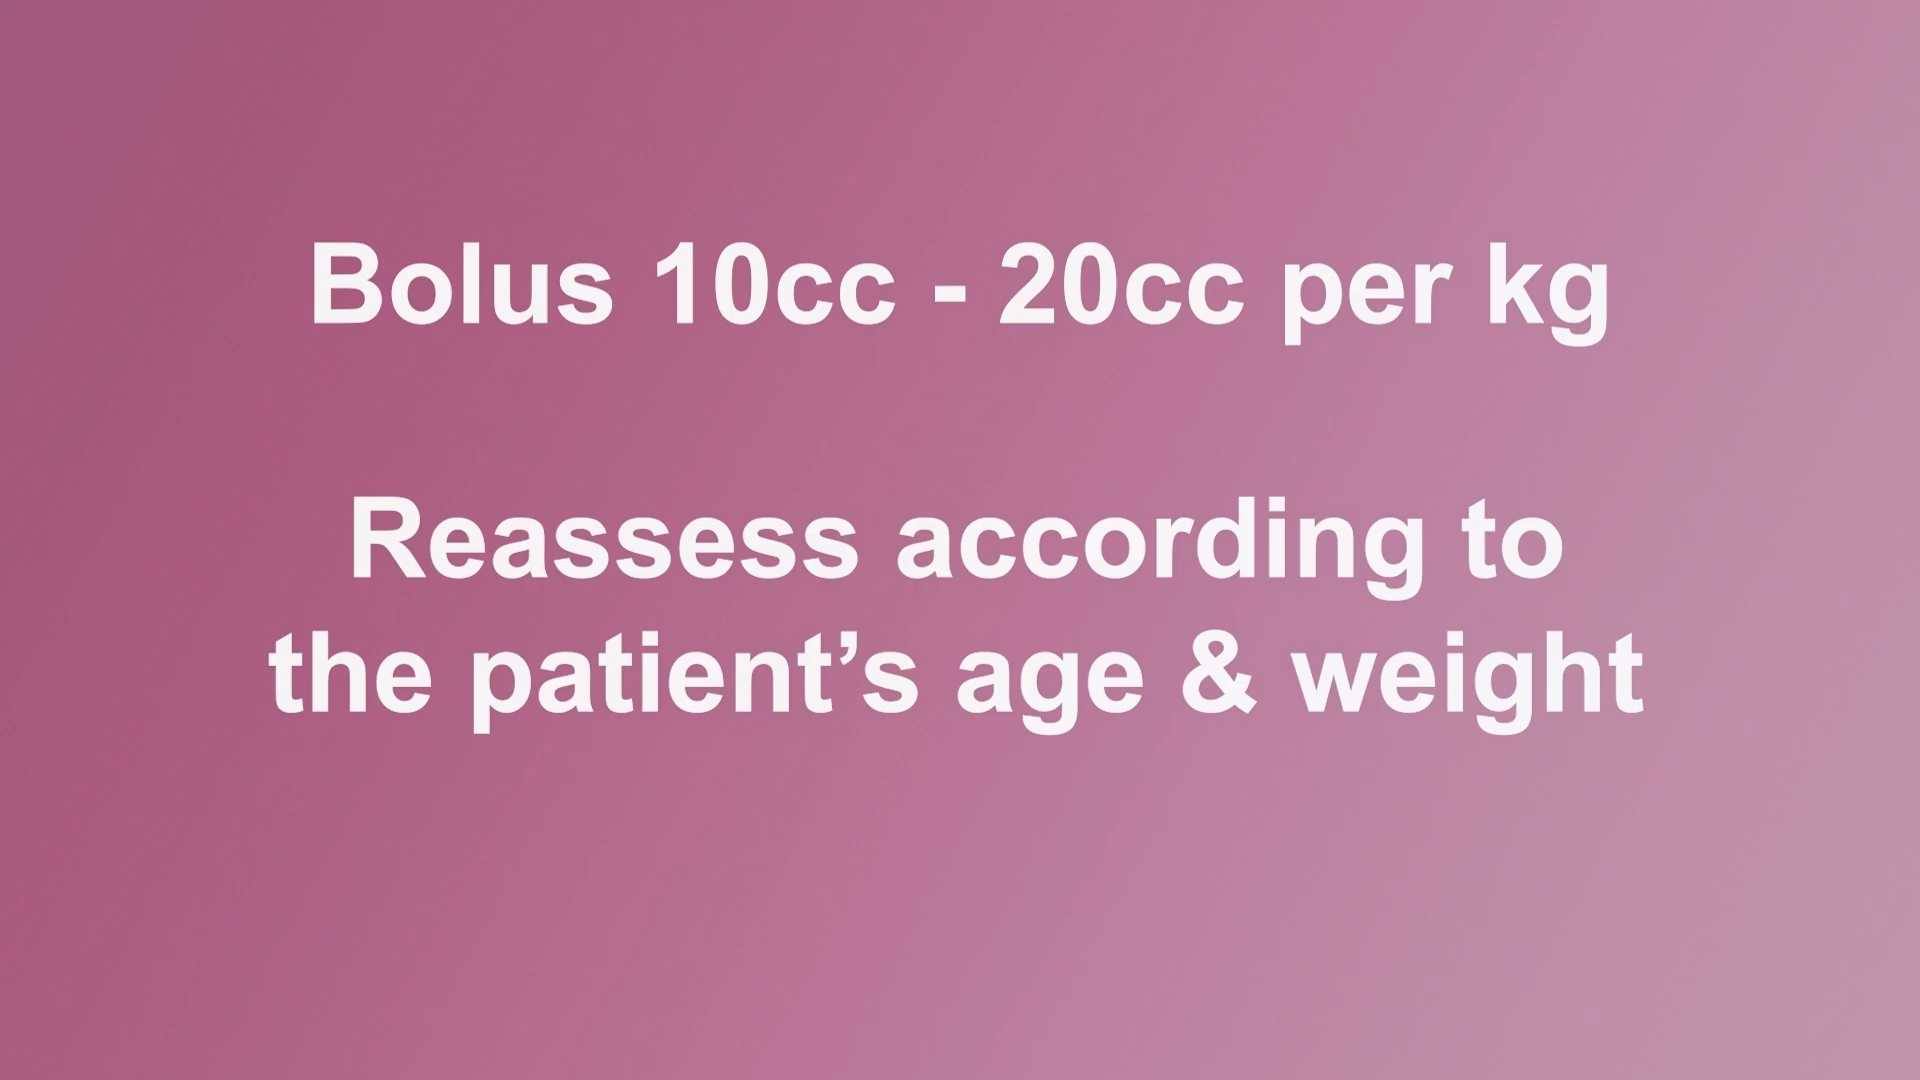 Bolus 10cc - 20cc per kg
Reassess according to
the patient’s age & weight